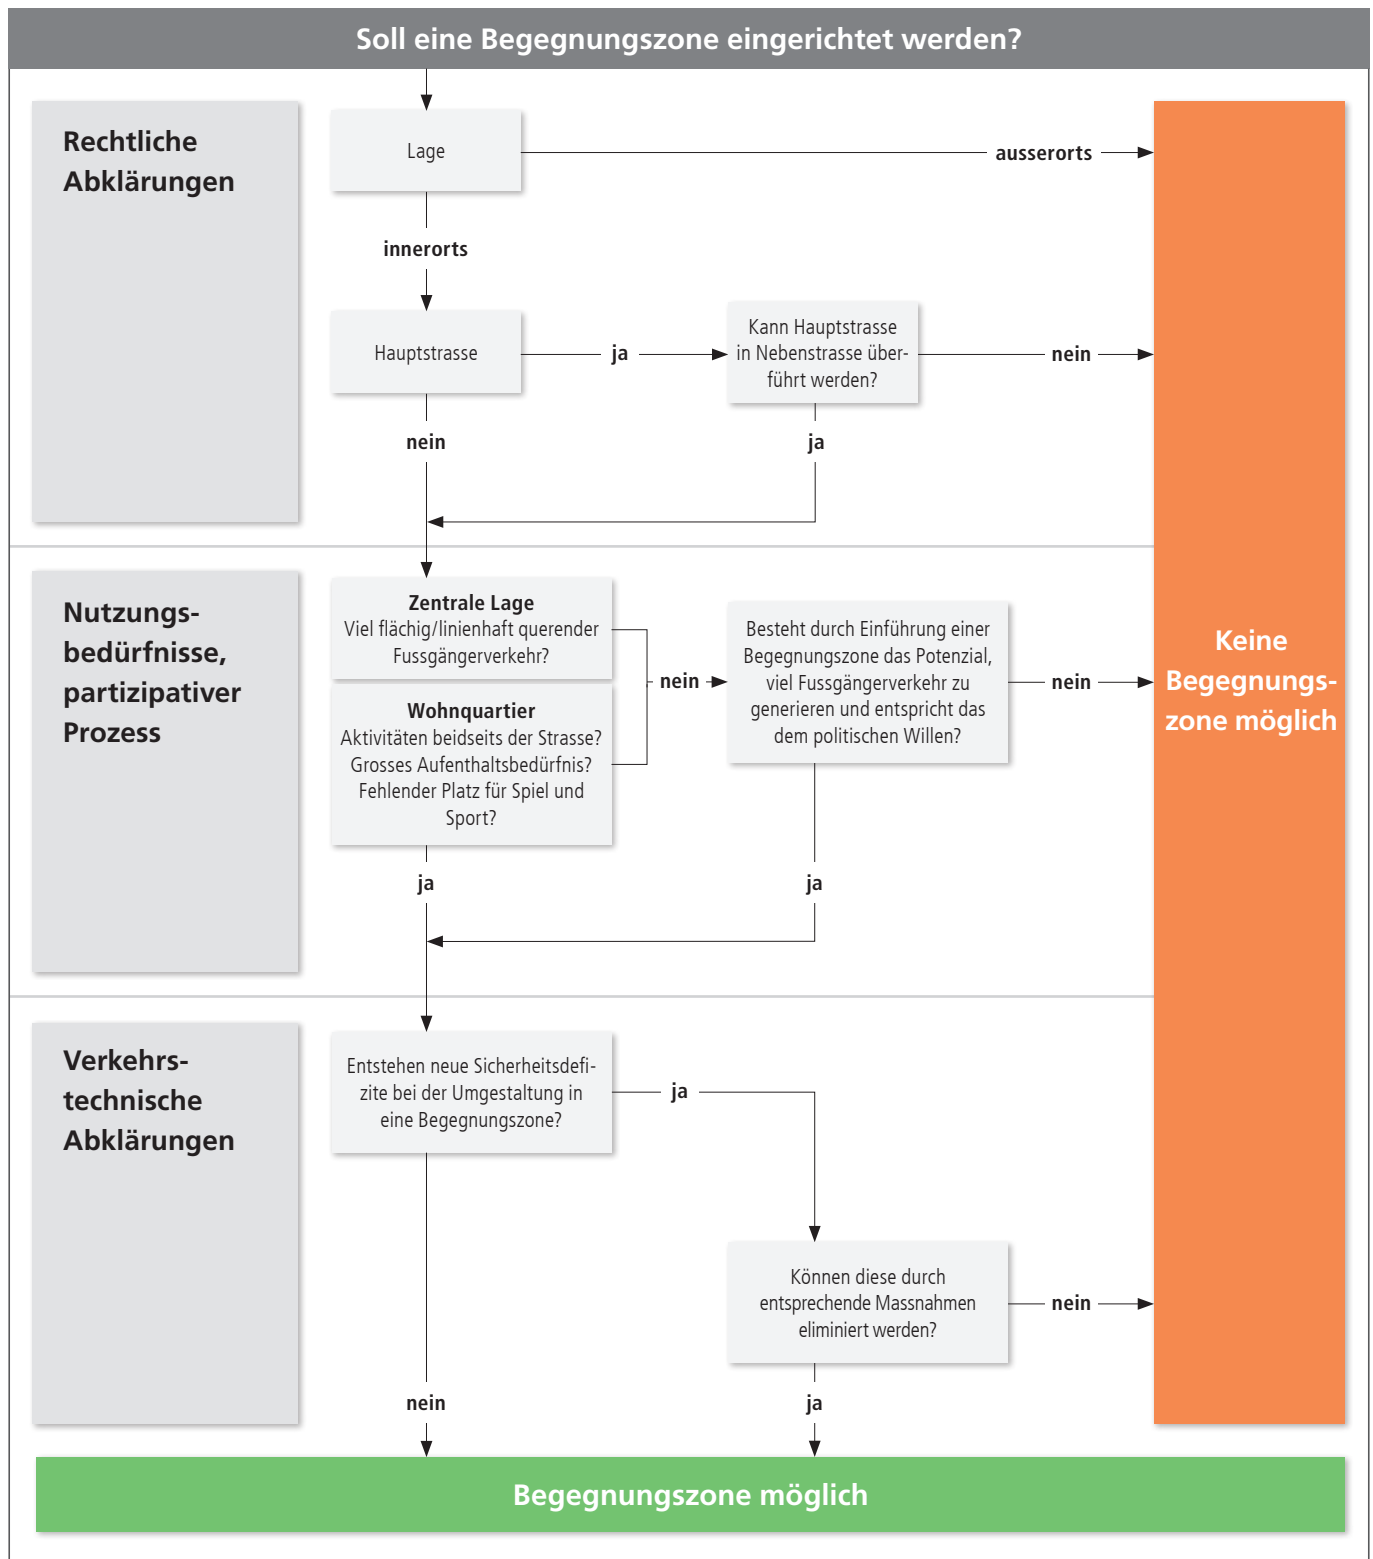 Soll eine Begegnungszone eingerichtet werden?
Rechtliche
Abklärungen
Lage
ausserorts
innerorts
Hauptstrasse
ja
Kann Hauptstrasse
in Nebenstrasse über-
führt werden?
nein
nein
ja
Nutzungs-
bedürfnisse,
partizipativer
Prozess
Zentrale Lage
Viel flächig/linienhaft querender
Fussgängerverkehr?
Wohnquartier
Aktivitäten beidseits der Strasse?
Grosses Aufenthaltsbedürfnis?
Fehlender Platz für Spiel und
Sport?
nein
Besteht durch Einführung einer
Begegnungszone das Potenzial,
viel Fussgängerverkehr zu
generieren und entspricht das
dem politischen Willen?
nein
Keine
Begegnungs-
zone möglich
ja
ja
Verkehrs-
technische
Abklärungen
Entstehen neue Sicherheitsdefi-
zite bei der Umgestaltung in
eine Begegnungszone?
ja
Können diese durch
entsprechende Massnahmen
eliminiert werden?
nein
nein
ja
Begegnungszone möglich